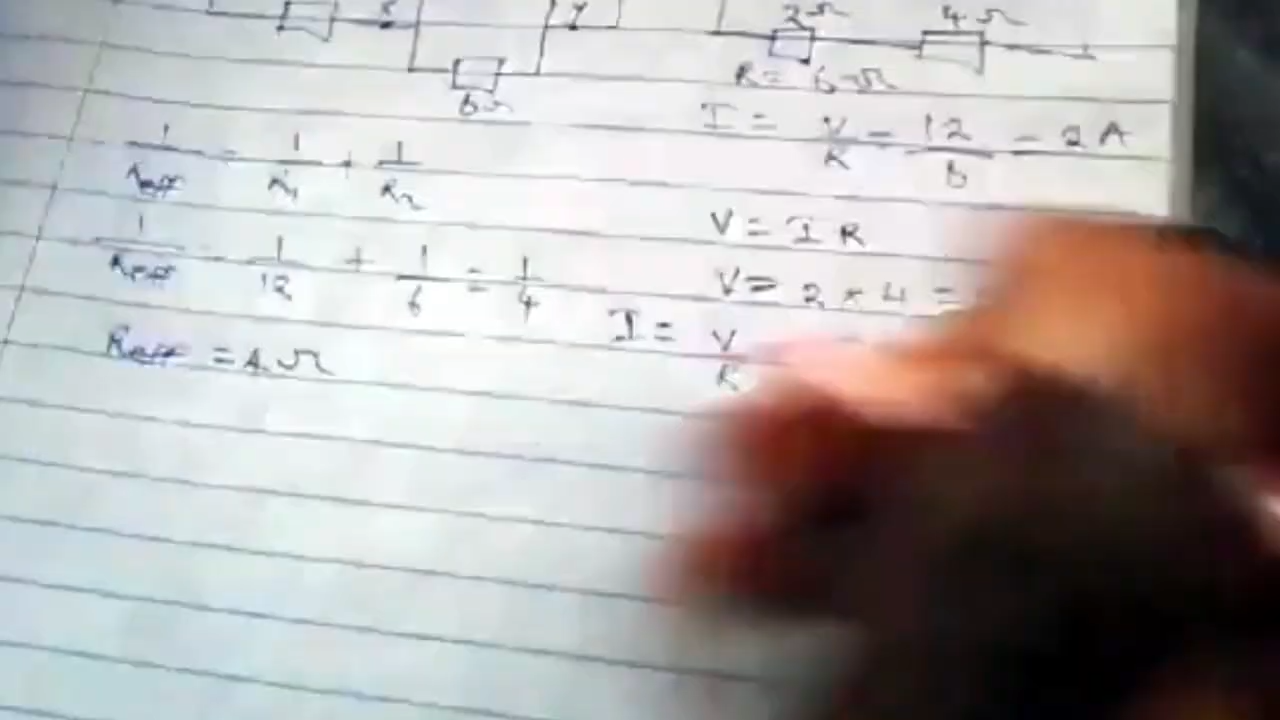 2Ω 4Ω
6Ω
R = 6Ω
I = V/R = 12/6 = 2A
1/Reff = 1/R1 + 1/R2
1/Reff = 1/12 + 1/6 = 1/4
Reff = 4Ω
V = IR
V = 2 × 4 =
I = V/R